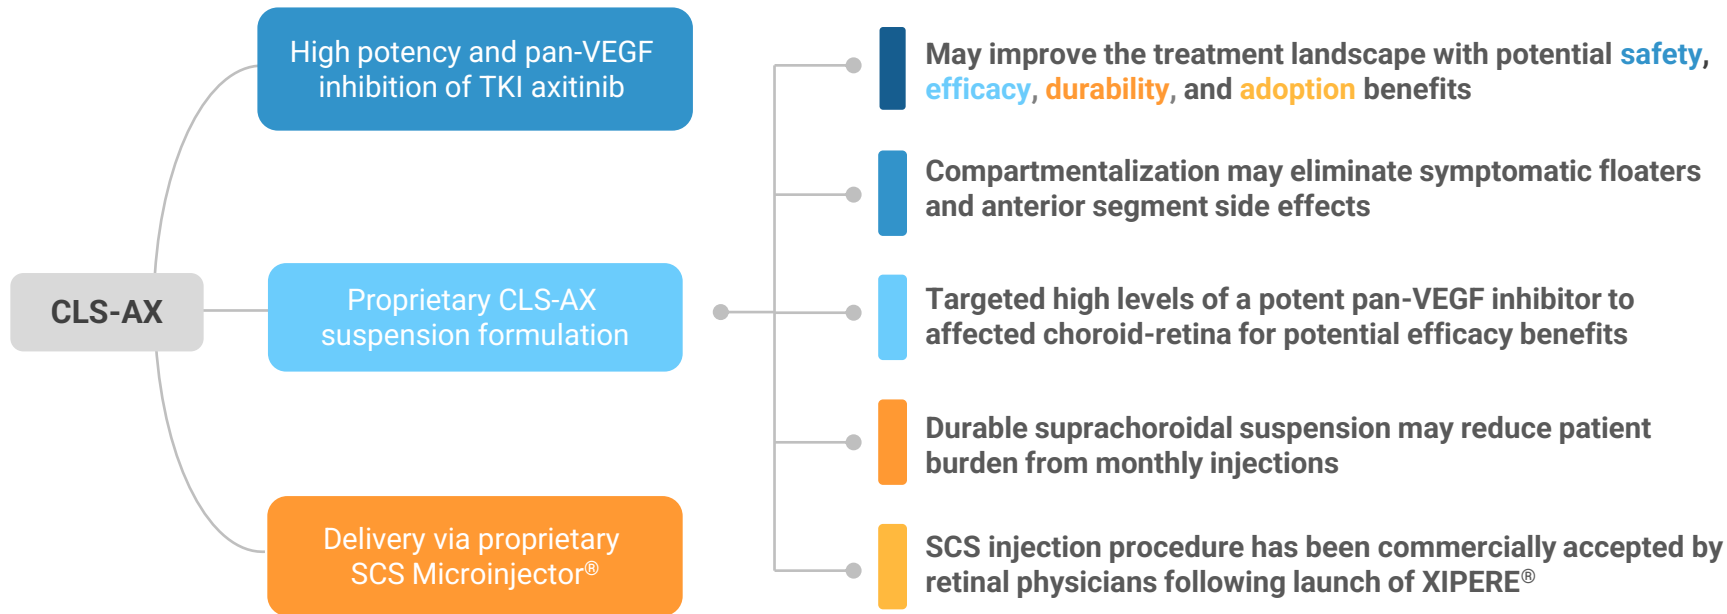 CLS-AX
High potency and pan-VEGF
inhibition of TKI axitinib
Proprietary CLS-AX
suspension formulation
Delivery via proprietary
SCS Microinjector®
May improve the treatment landscape with potential safety,
efficacy, durability, and adoption benefits
Compartmentalization may eliminate symptomatic floaters
and anterior segment side effects
Targeted high levels of a potent pan-VEGF inhibitor to
affected choroid-retina for potential efficacy benefits
Durable suprachoroidal suspension may reduce patient
burden from monthly injections
SCS injection procedure has been commercially accepted by
retinal physicians following launch of XIPERE®